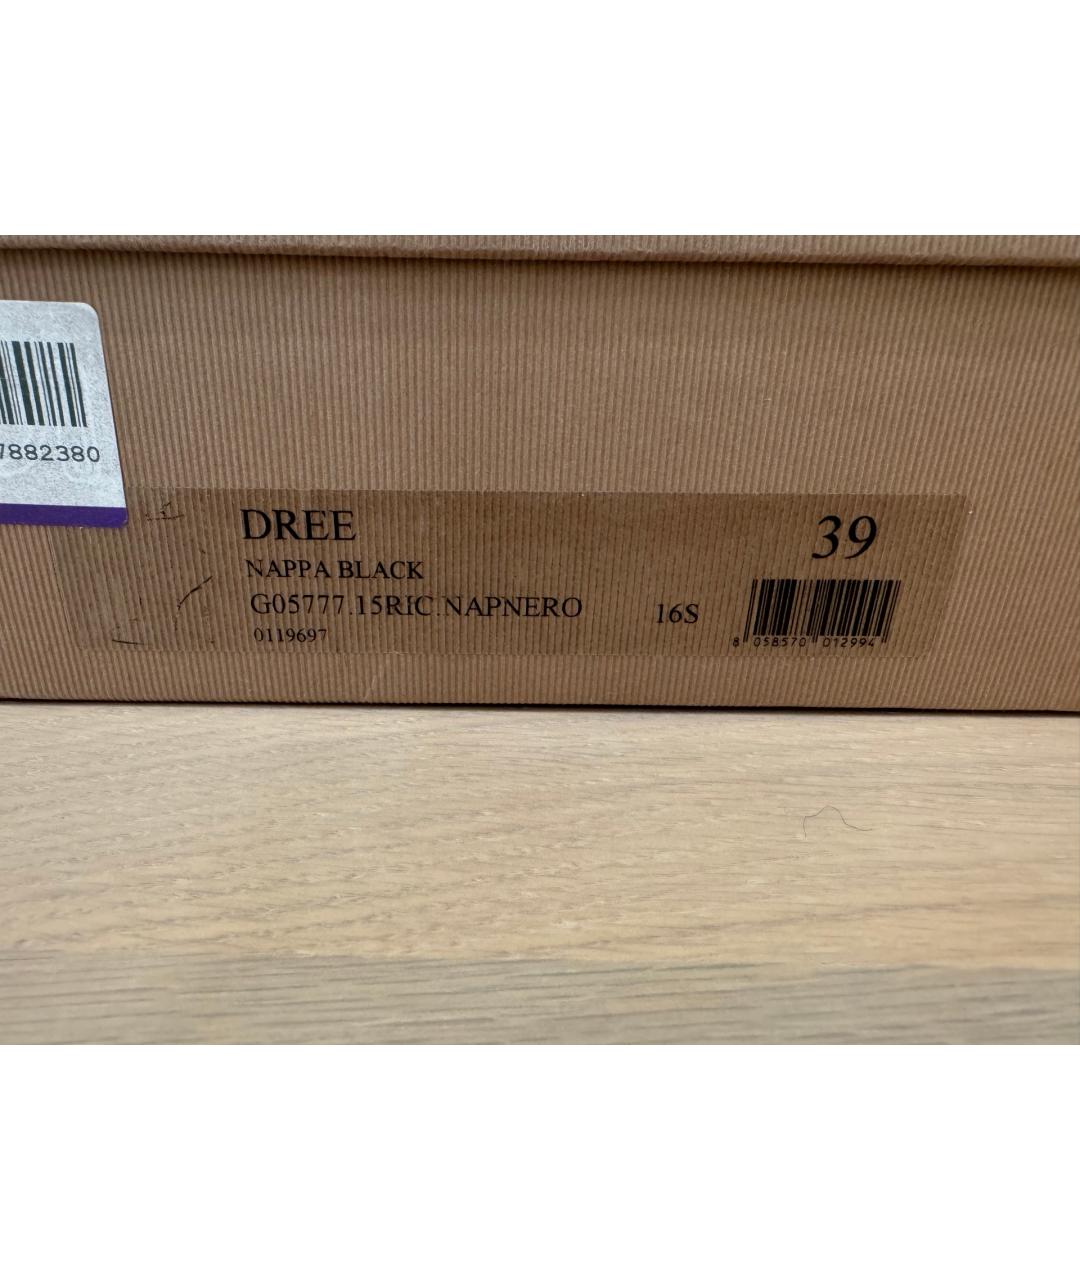 7882380
DREE
39
NAPPA BLACK
G05777.15RIC.NAPNERO
16S
0119697
8 058570 012994